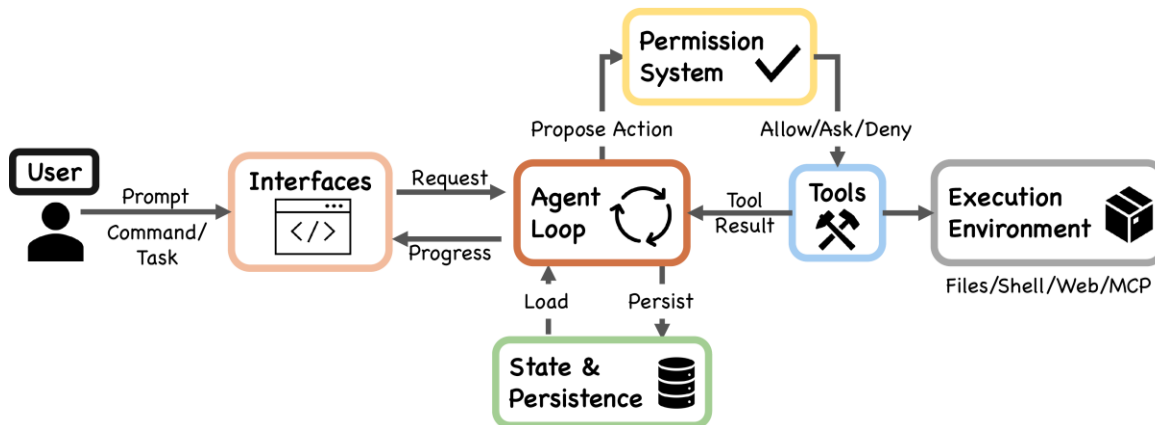 Permission
System
Propose Action
Allow/Ask/Deny
User
Prompt
Command/
Task
Interfaces
</>
Request
Progress
Agent
Loop
Tool
Result
Tools
Execution
Environment
Files/Shell/Web/MCP
Load
Persist
State &
Persistence